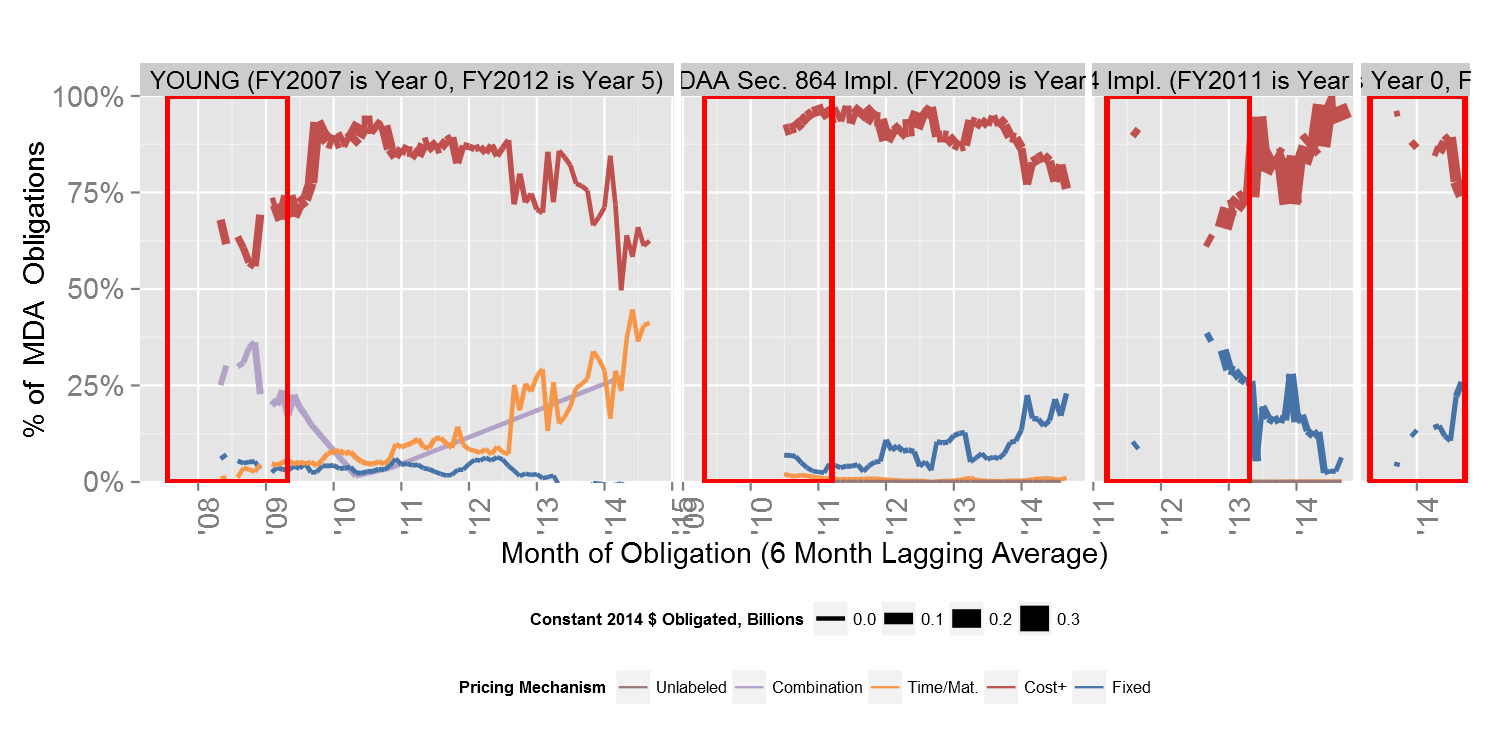 YOUNG (FY2007 is Year 0, FY2012 is Year 5)
DAA Sec. 864 Impl. (FY2009 is Year
4 Impl. (FY2011 is Year
s Year 0, F
100%
75%
50%
25%
0%
% of MDA Obligations
'08 '09 '10 '11 '12 '13 '14 '15
'09 '10 '11 '12 '13 '14
'11 '12 '13 '14
'14
Month of Obligation (6 Month Lagging Average)
Constant 2014 $ Obligated, Billions 0.0 0.1 0.2 0.3
Pricing Mechanism Unlabeled Combination Time/Mat. Cost+ Fixed